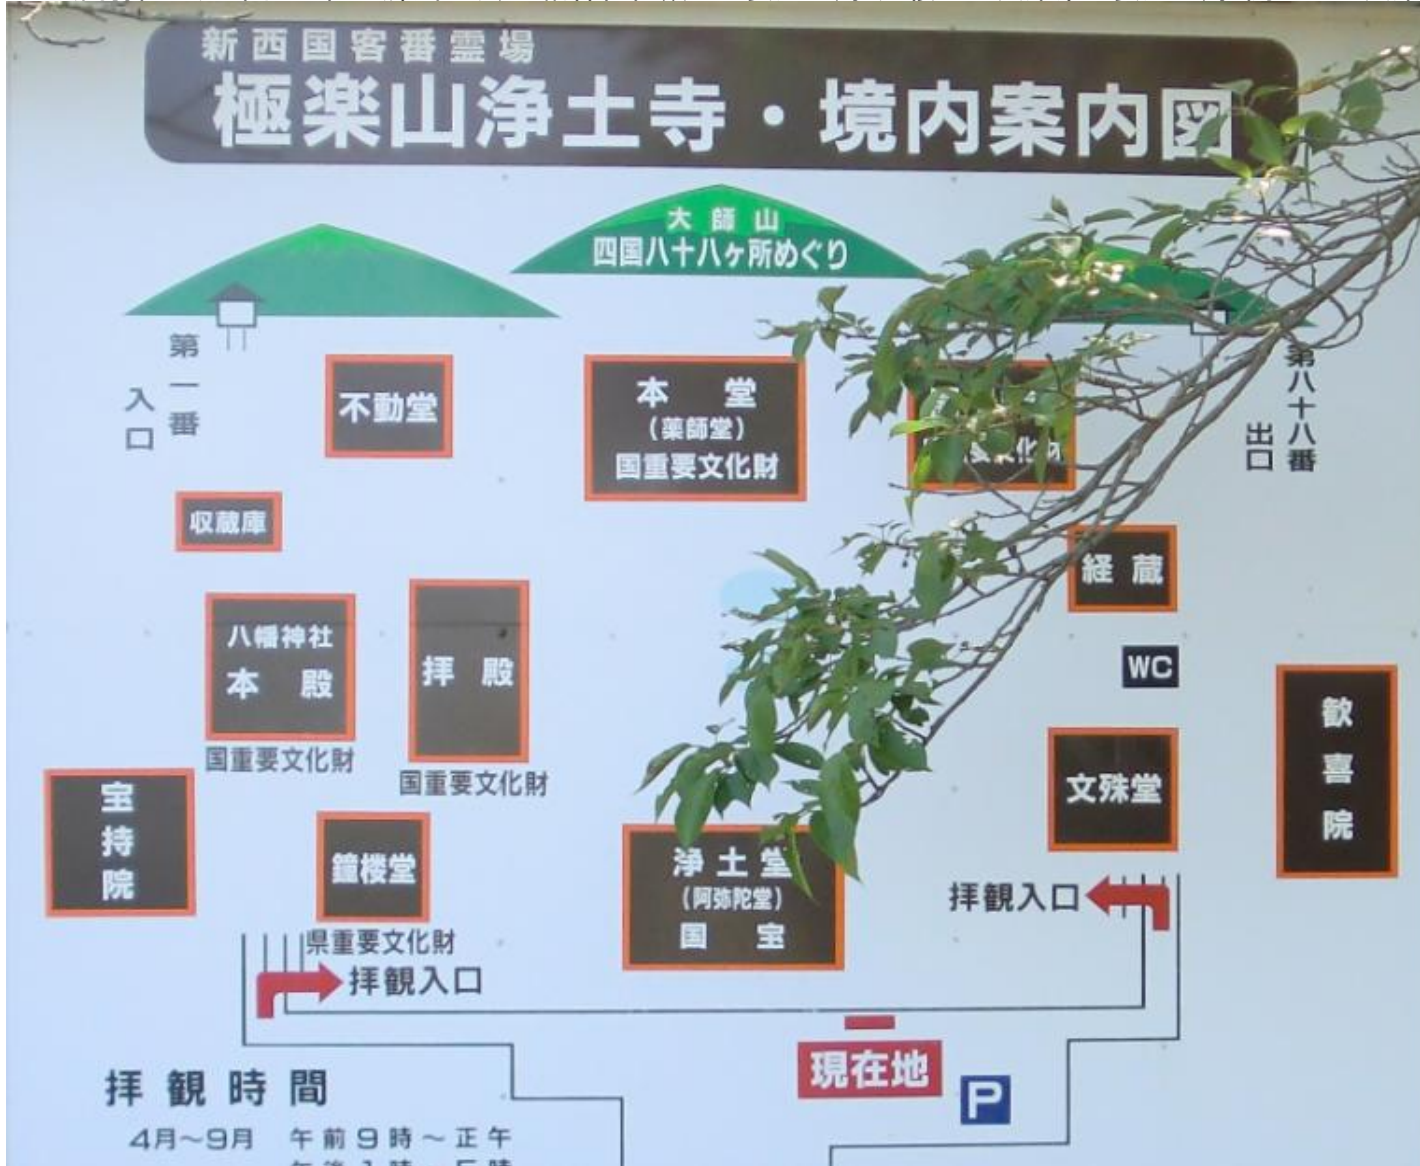 新西国客番霊場
極楽山浄土寺・境内案内図
大師山
四国八十八ヶ所めぐり
第一番
入口
第八十八番
出口
不動堂
本堂
(薬師堂)
国重要文化財
収蔵庫
経蔵
八幡神社
本殿
国重要文化財
拝殿
国重要文化財
WC
歓喜院
文殊堂
宝持院
鐘楼堂
県重要文化財
浄土堂
(阿弥陀堂)
国宝
拝観入口
拝観入口
現在地
P
拝観時間
4月~9月 午前9時~正午